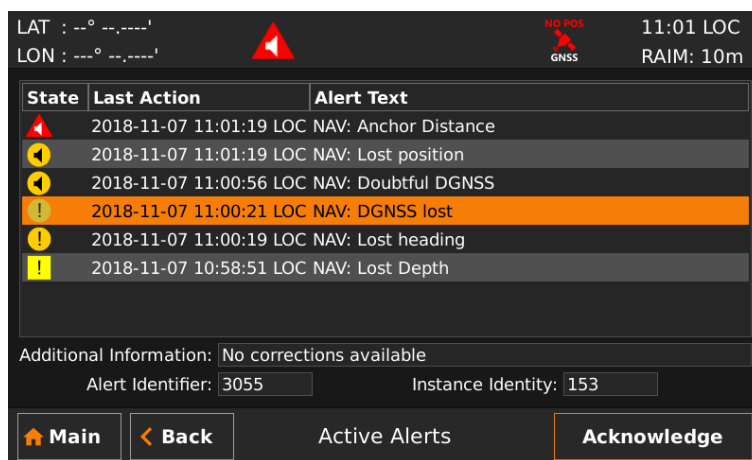 LAT : --° --.----'
NO POS
11:01 LOC
LON : ---° --.----'
GNSS
RAIM: 10m
State Last Action Alert Text
2018-11-07 11:01:19 LOC NAV: Anchor Distance
2018-11-07 11:01:19 LOC NAV: Lost position
2018-11-07 11:00:56 LOC NAV: Doubtful DGNSS
! 2018-11-07 11:00:21 LOC NAV: DGNSS lost
! 2018-11-07 11:00:19 LOC NAV: Lost heading
! 2018-11-07 10:58:51 LOC NAV: Lost Depth
Additional Information: No corrections available
Alert Identifier: 3055 Instance Identity: 153
Main Back Active Alerts Acknowledge